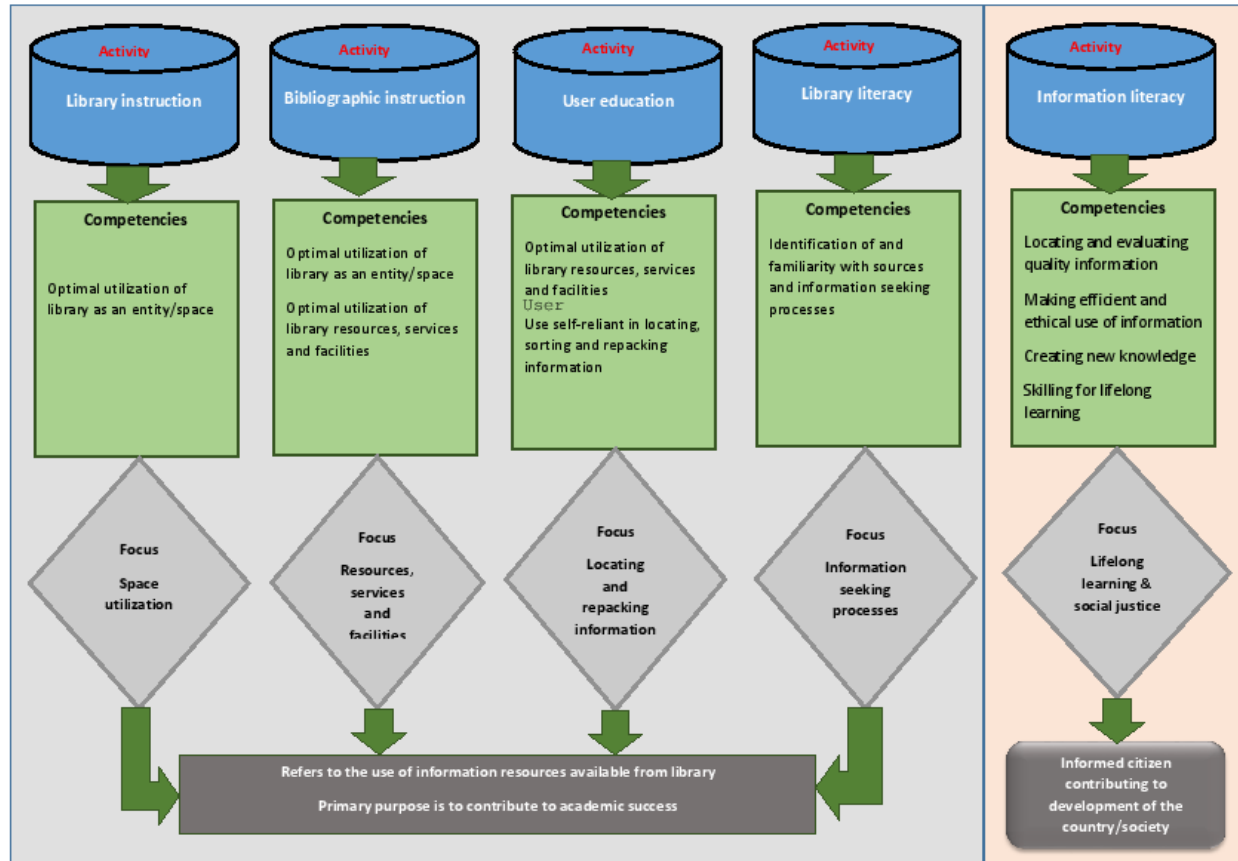 Activity
Library instruction
Competencies
Optimal utilization of
library as an entity/space
Focus
Space
utilization
Activity
Bibliographic instruction
Competencies
Optimal utilization of
library as an entity/space
Optimal utilization of
library resources, services
and facilities
Focus
Resources,
services
and
facilities
Activity
User education
Competencies
Optimal utilization of
library resources, services
and facilities
User
Use self-reliant in locating,
sorting and repacking
information
Focus
Locating
and
repacking
information
Activity
Library literacy
Competencies
Identification of and
familiarity with sources
and information seeking
processes
Focus
Information
seeking
processes
Refers to the use of information resources available from library
Primary purpose is to contribute to academic success
Activity
Information literacy
Competencies
Locating and evaluating
quality information
Making efficient and
ethical use of information
Creating new knowledge
Skilling for lifelong
learning
Focus
Lifelong
learning &
social justice
Informed citizen
contributing to
development of the
country/society